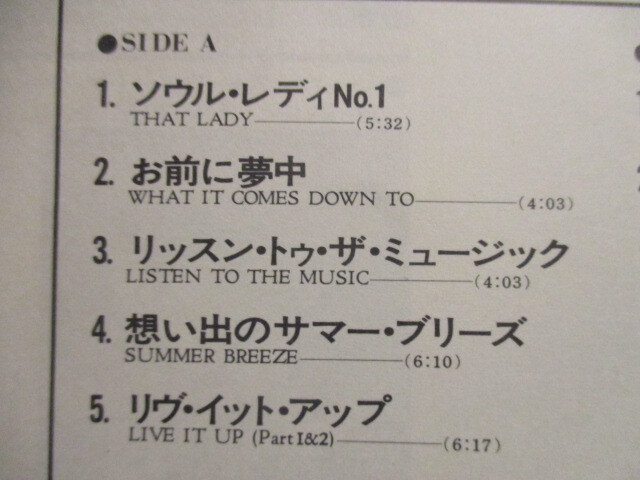 ●SIDE A
1. ソウル・レディNo.1
THAT LADY (5:32)
2. お前に夢中
WHAT IT COMES DOWN TO (4:03)
3. リッスン・トゥ・ザ・ミュージック
LISTEN TO THE MUSIC (4:03)
4. 想い出のサマー・ブリーズ
SUMMER BREEZE (6:10)
5. リヴ・イット・アップ
LIVE IT UP (Part I&2) (6:17)